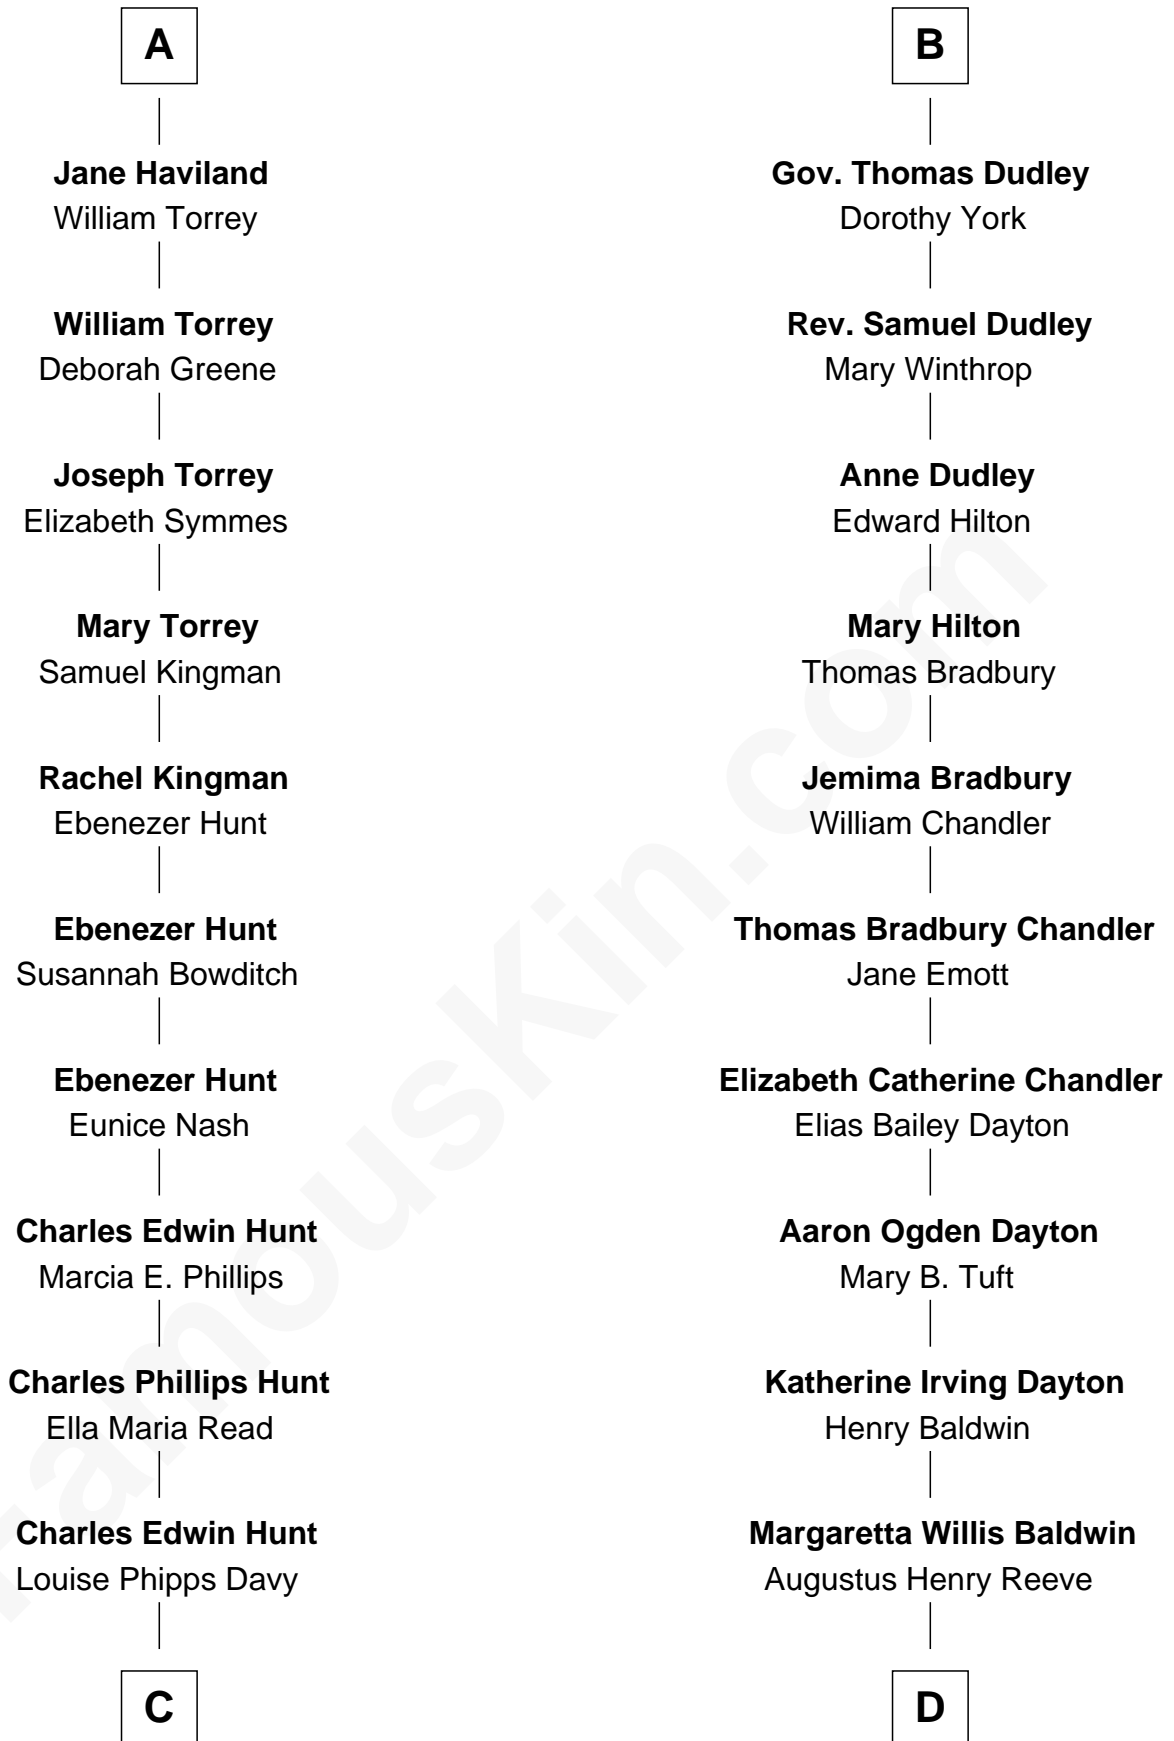 A
Jane Haviland
William Torrey
William Torrey
Deborah Greene
Joseph Torrey
Elizabeth Symmes
Mary Torrey
Samuel Kingman
Rachel Kingman
Ebenezer Hunt
Ebenezer Hunt
Susannah Bowditch
Ebenezer Hunt
Eunice Nash
Charles Edwin Hunt
Marcia E. Phillips
Charles Phillips Hunt
Ella Maria Read
Charles Edwin Hunt
Louise Phipps Davy
C
B
Gov. Thomas Dudley
Dorothy York
Rev. Samuel Dudley
Mary Winthrop
Anne Dudley
Edward Hilton
Mary Hilton
Thomas Bradbury
Jemima Bradbury
William Chandler
Thomas Bradbury Chandler
Jane Emott
Elizabeth Catherine Chandler
Elias Bailey Dayton
Aaron Ogden Dayton
Mary B. Tuft
Katherine Irving Dayton
Henry Baldwin
Margaretta Willis Baldwin
Augustus Henry Reeve
D
FamousKin.com